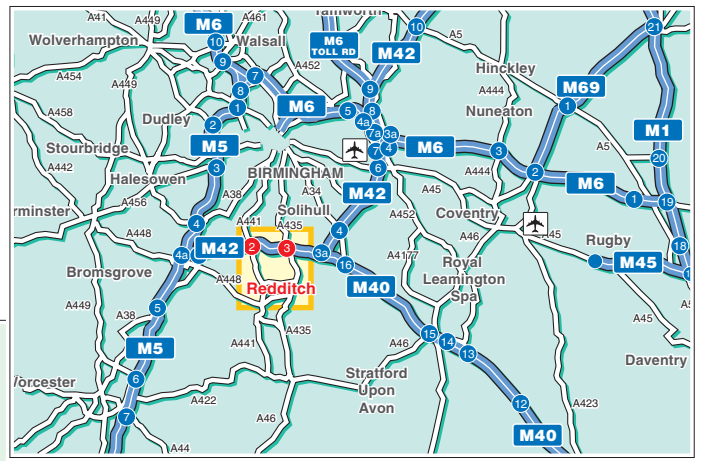 A41
A449
A461
Tamworth
M6
Wolverhampton
10
Walsall
M6
TOLL RD
M42
10
A5
21
9
A454
A449
7
A452
Hinckley
9
8
A444
M69
1
A458
1
M6
5
8
Nuneaton
Dudley
2
4a
7a
3a
M1
Stourbridge
M5
7
4
M6
3
A5
20
A442
3
6
A444
2
Halesowen
BIRMINGHAM
M42
M6
A38
A34
A45
1
19
rminster
A456
Solihull
A452
Coventry
A448
4
A441
A435
4
A46
A45
Rugby
18
4a
M42
2
3
3a
16
A4177
Royal
Leamington
Spa
M45
1
Bromsgrove
A448
Redditch
M40
A449
A38
5
A435
A45
A5
M5
A441
A46
15
14
13
Daventry
Worcester
6
Stratford
Upon
Avon
A422
A423
7
A46
12
M40
A44